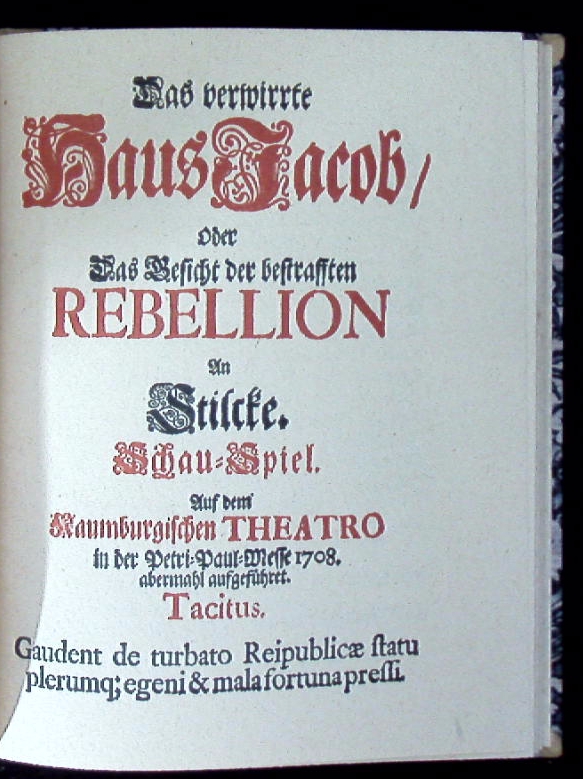 Das verwirrte
Haus Jacob /
Oder
Das Gesicht der bestrafften
REBELLION
An
Stilcke.
Schau-Spiel.
Auf dem
Naumburgischen THEATRO
in der Petri-Paul-Messe 1708.
abermahl aufgeführet.
Tacitus.
Gaudent de turbato Reipublicæ statu
plerumq; egeni & mala fortuna pressi.